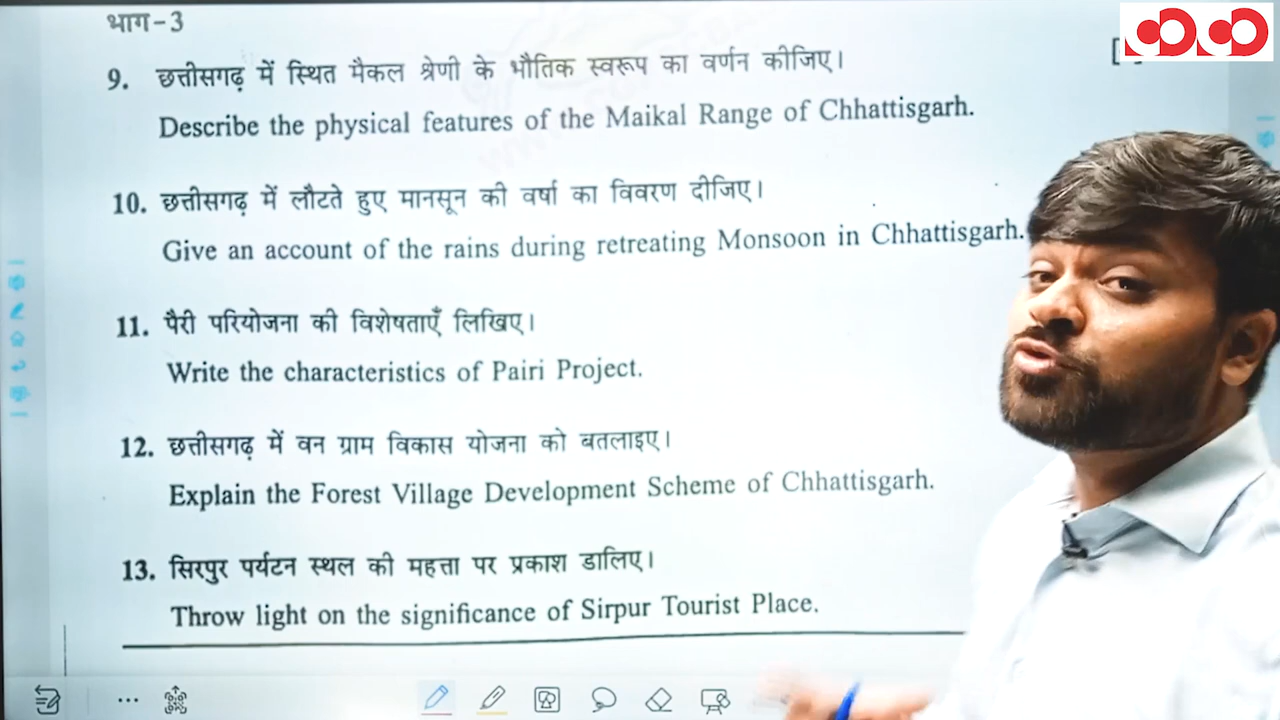 भाग-3
9. छत्तीसगढ़ में स्थित मैकल श्रेणी के भौतिक स्वरूप का वर्णन कीजिए।
Describe the physical features of the Maikal Range of Chhattisgarh.
10. छत्तीसगढ़ में लौटते हुए मानसून की वर्षा का विवरण दीजिए।
Give an account of the rains during retreating Monsoon in Chhattisgarh.
11. पैरी परियोजना की विशेषताएँ लिखिए।
Write the characteristics of Pairi Project.
12. छत्तीसगढ़ में वन ग्राम विकास योजना को बतलाइए।
Explain the Forest Village Development Scheme of Chhattisgarh.
13. सिरपुर पर्यटन स्थल की महत्ता पर प्रकाश डालिए।
Throw light on the significance of Sirpur Tourist Place.